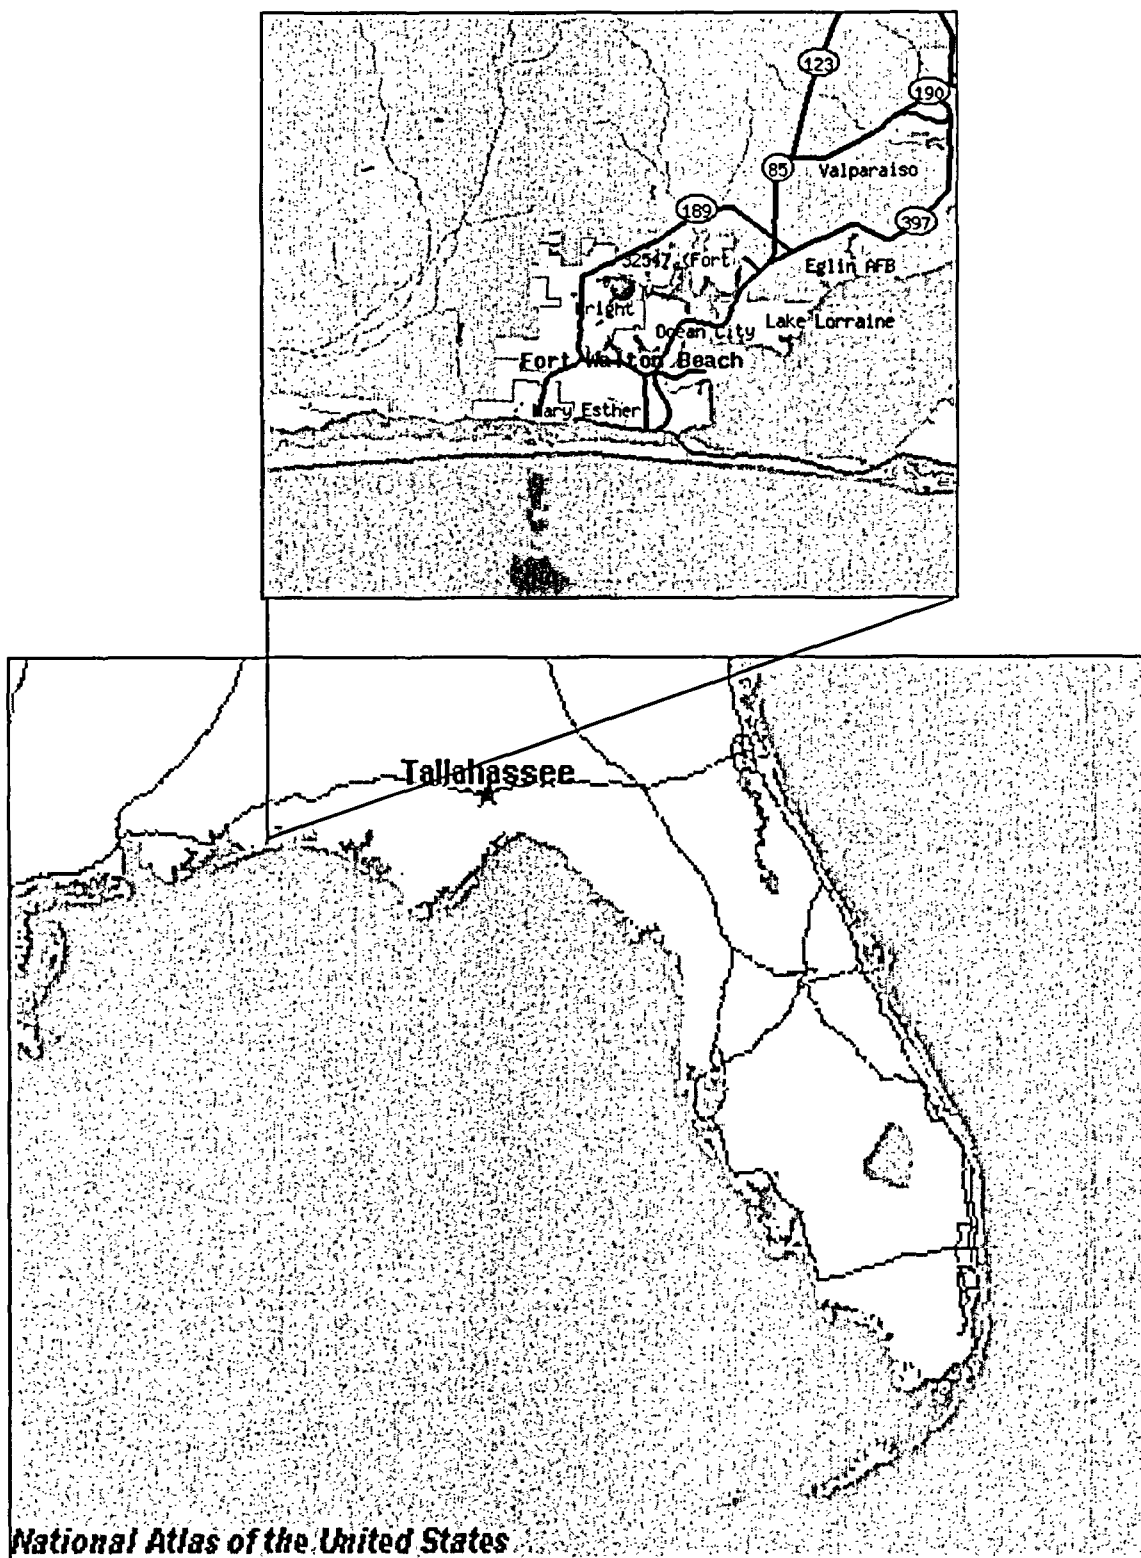 123
190
85
Valparaiso
189
397
32547 (Fort
Eglin AFB
Wright
Ocean City
Lake Lorraine
Fort Walton Beach
Mary Esther
Tallahassee
National Atlas of the United States